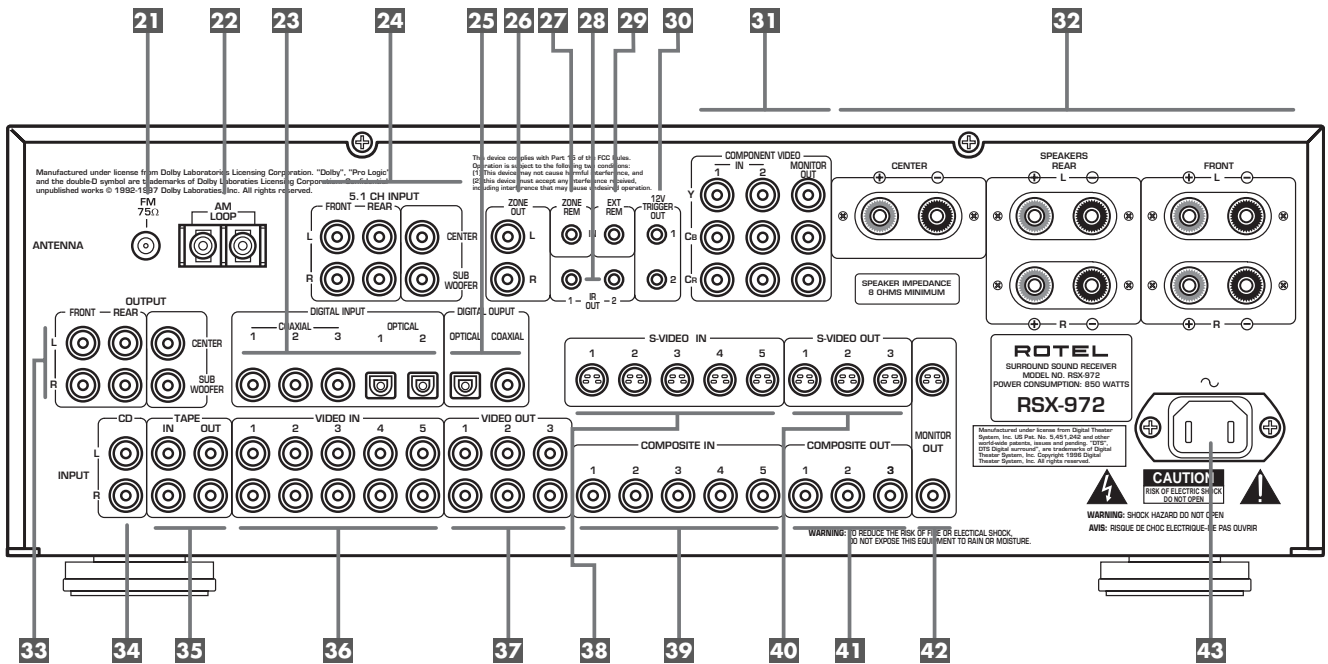 21 22 23 24 25 26 27 28 29 30 31 32
Manufactured under license from Dolby Laboratories Licensing Corporation. "Dolby", "Pro Logic"
and the double-D symbol are trademarks of Dolby Laboraties Licensing Corporation. Confidential
unpublished works © 1992-1997 Dolby Laboraties, Inc. All rights reserved.
This device complies with Part 15 of the FCC Rules.
Operation is subject to the following two conditions:
(1) This device may not cause harmful interference, and
(2) this device must accept any interference received,
including interference that may cause undesired operation.
FM
75Ω
AM
LOOP
ANTENNA
5.1 CH INPUT
FRONT REAR
L
R
CENTER
SUB
WOOFER
ZONE
OUT
L
R
ZONE
REM
EXT
REM
IN
1 IR 2
OUT
12V
TRIGGER
OUT
1
2
COMPONENT VIDEO
IN
1 2
MONITOR
OUT
Y
CB
CR
SPEAKERS
CENTER
REAR
FRONT
+ −
+ L −
+ L −
+ R −
+ R −
SPEAKER IMPEDANCE
8 OHMS MINIMUM
OUTPUT
FRONT REAR
L
R
CENTER
SUB
WOOFER
DIGITAL INPUT
COAXIAL
1 2 3
OPTICAL
1 2
DIGITAL OUPUT
OPTICAL COAXIAL
S-VIDEO IN
1 2 3 4 5
S-VIDEO OUT
1 2 3
ROTEL
SURROUND SOUND RECEIVER
MODEL NO. RSX-972
POWER CONSUMPTION: 850 WATTS
RSX-972
INPUT
CD
L
R
TAPE
IN OUT
VIDEO IN
1 2 3 4 5
VIDEO OUT
1 2 3
COMPOSITE IN
1 2 3 4 5
COMPOSITE OUT
1 2 3
MONITOR
OUT
Manufactured under license from Digital Theater
System, Inc. US Pat. No. 5,451,242 and other
world-wide patents, issues and pending. "DTS",
DTS Digital surround", are trademarks of Digital
Theater System, Inc. Copyright 1996 Digital
Theater System, Inc. All rights reserved.
CAUTION
RISK OF ELECTRIC SHOCK
DO NOT OPEN
WARNING: SHOCK HAZARD DO NOT OPEN
AVIS: RISQUE DE CHOC ELECTRIQUE-NE PAS OUVRIR
WARNING: TO REDUCE THE RISK OF FIRE OR ELECTICAL SHOCK,
DO NOT EXPOSE THIS EQUIPMENT TO RAIN OR MOISTURE.
33 34 35 36 37 38 39 40 41 42 43